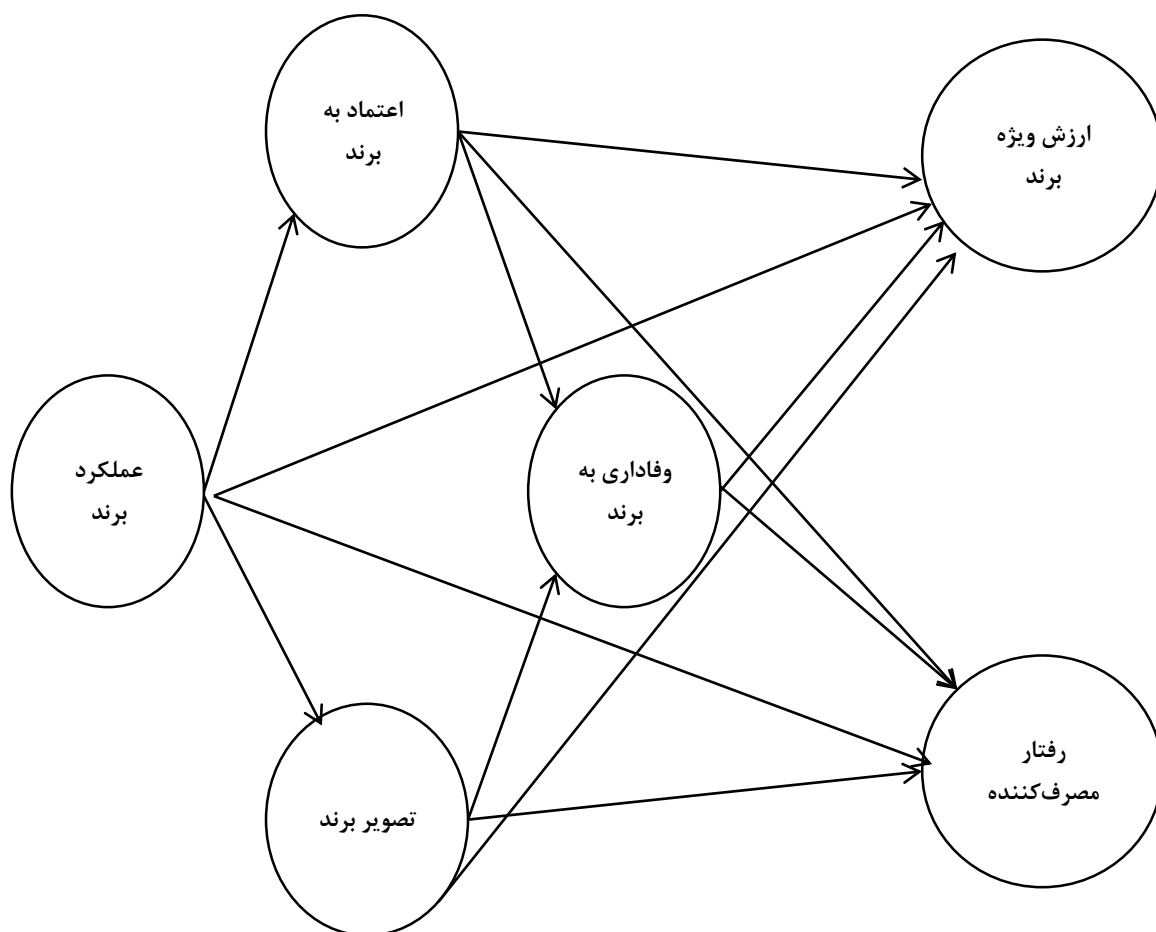 اعتماد به
برند
ارزش ویژه
برند
عملکرد
برند
وفاداری به
برند
تصویر برند
رفتار
مصرف‌کننده